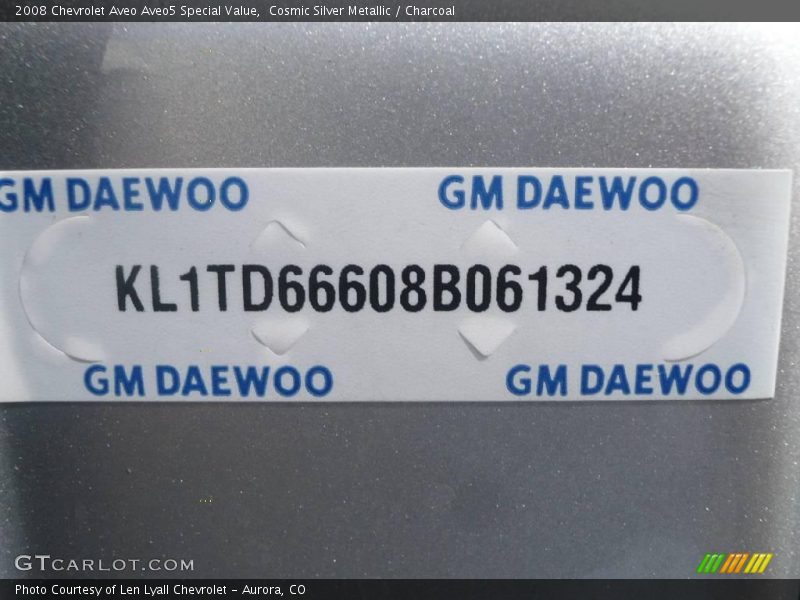 2008 Chevrolet Aveo Aveo5 Special Value,  Cosmic Silver Metallic / Charcoal
GM DAEWOO GM DAEWOO
KL1TD66608B061324
GM DAEWOO GM DAEWOO
GTCARLOT.COM
Photo Courtesy of Len Lyall Chevrolet - Aurora, CO